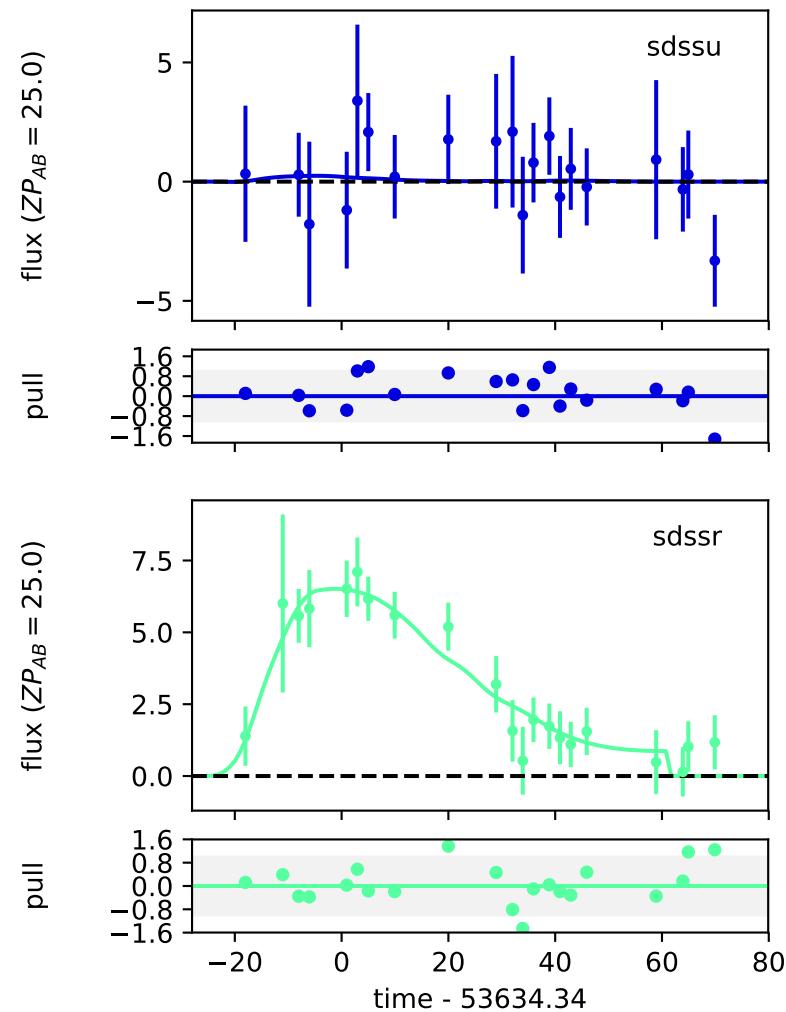 flux (ZP_AB = 25.0)
sdssu
5
0
−5
pull
1.6
0.8
0.0
−0.8
−1.6
flux (ZP_AB = 25.0)
sdssr
7.5
5.0
2.5
0.0
pull
1.6
0.8
0.0
−0.8
−1.6
−20 0 20 40 60 80
time - 53634.34